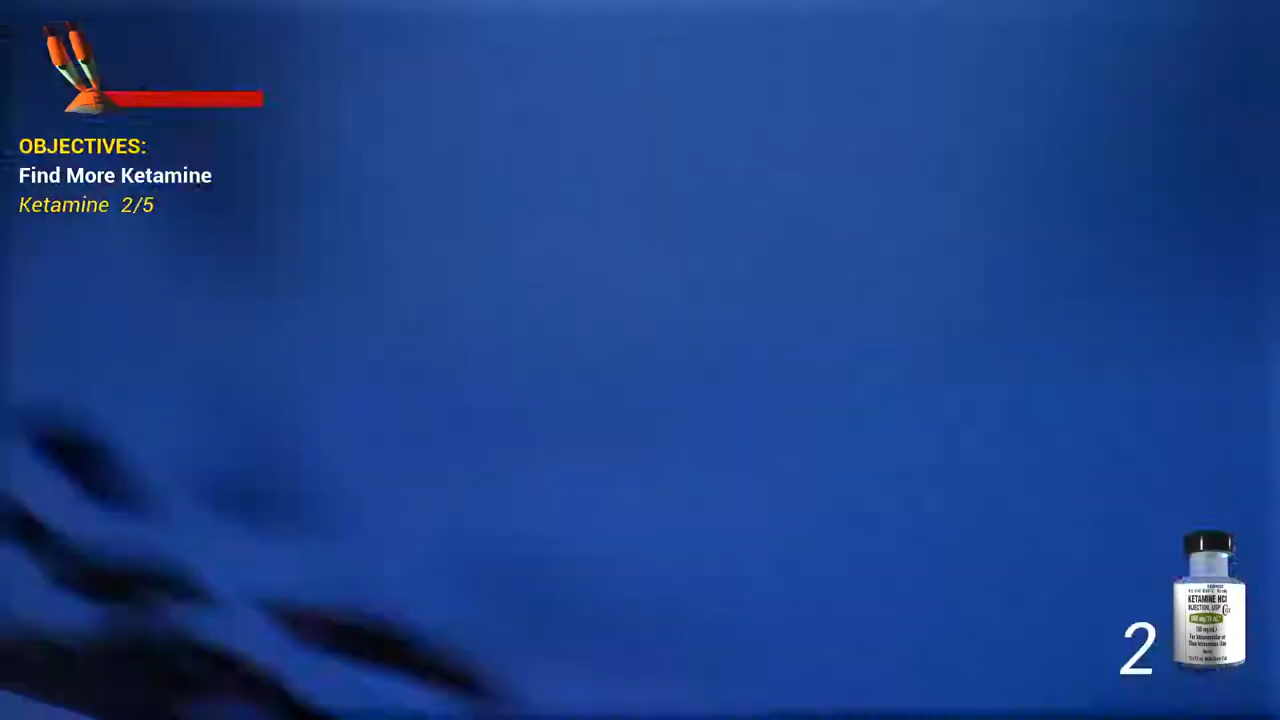 OBJECTIVES:
Find More Ketamine
Ketamine 2/5
2
KETAMINE HCl
INJECTION, USP